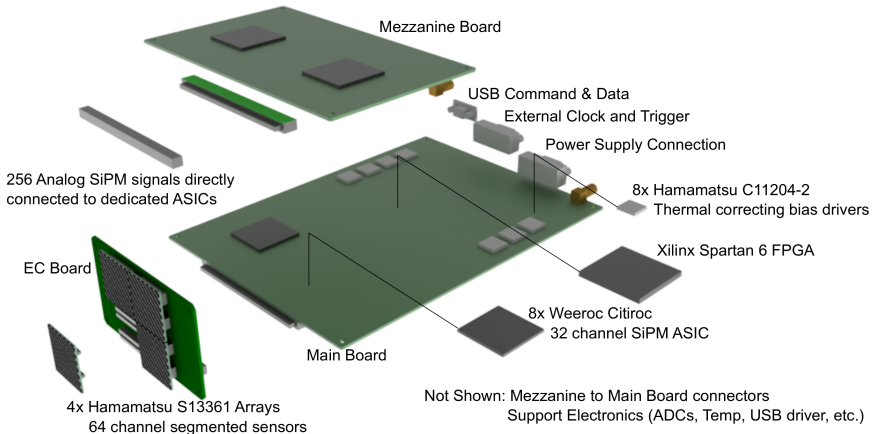 Mezzanine Board
USB Command & Data
External Clock and Trigger
Power Supply Connection
256 Analog SiPM signals directly
connected to dedicated ASICs
8x Hamamatsu C11204-2
Thermal correcting bias drivers
EC Board
Xilinx Spartan 6 FPGA
8x Weeroc Citiroc
32 channel SiPM ASIC
Main Board
4x Hamamatsu S13361 Arrays
64 channel segmented sensors
Not Shown: Mezzanine to Main Board connectors
Support Electronics (ADCs, Temp, USB driver, etc.)